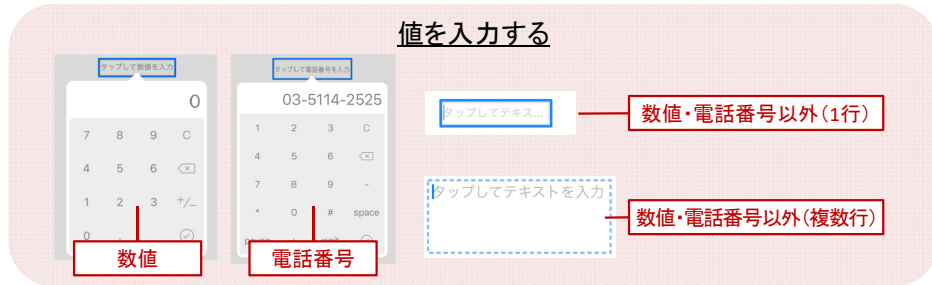 値を入力する
タップして数値を入力
0
7 8 9 C
4 5 6
1 2 3 +/−
0
数値
タップして電話番号を入力
03-5114-2525
1 2 3 C
4 5 6
7 8 9 -
* 0 # space
電話番号
タップしてテキス...
数値・電話番号以外(1行)
タップしてテキストを入力
数値・電話番号以外(複数行)